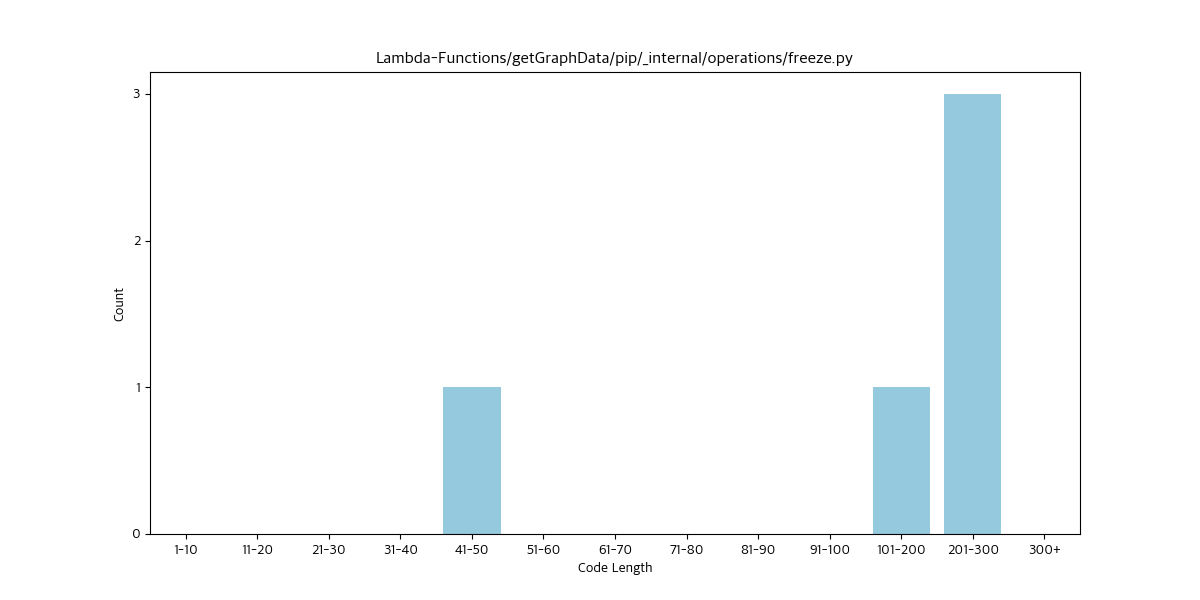 Lambda-Functions/getGraphData/pip/_internal/operations/freeze.py
3
2
1
0
Count
1-10 11-20 21-30 31-40 41-50 51-60 61-70 71-80 81-90 91-100 101-200 201-300 300+
Code Length